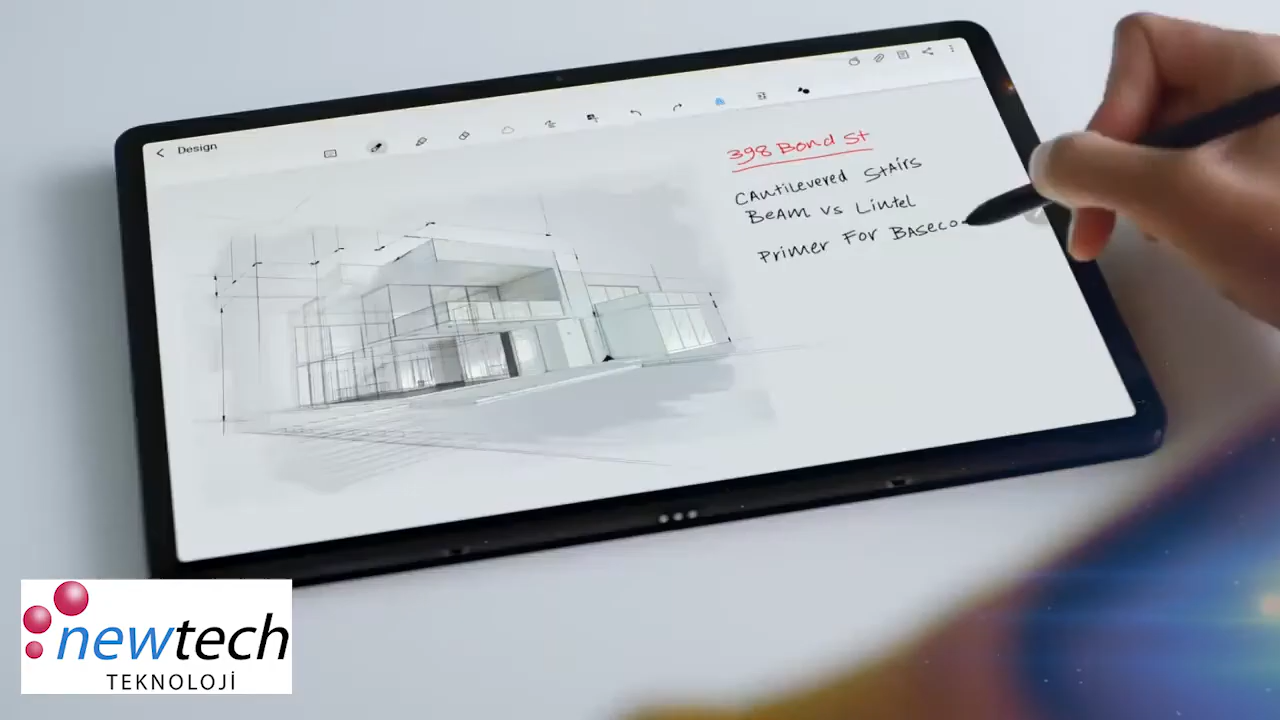 Design
398 Bond St
CAntilevered StAirs
BeAm vs Lintel
Primer For BAseco
newtech
TEKNOLOJİ